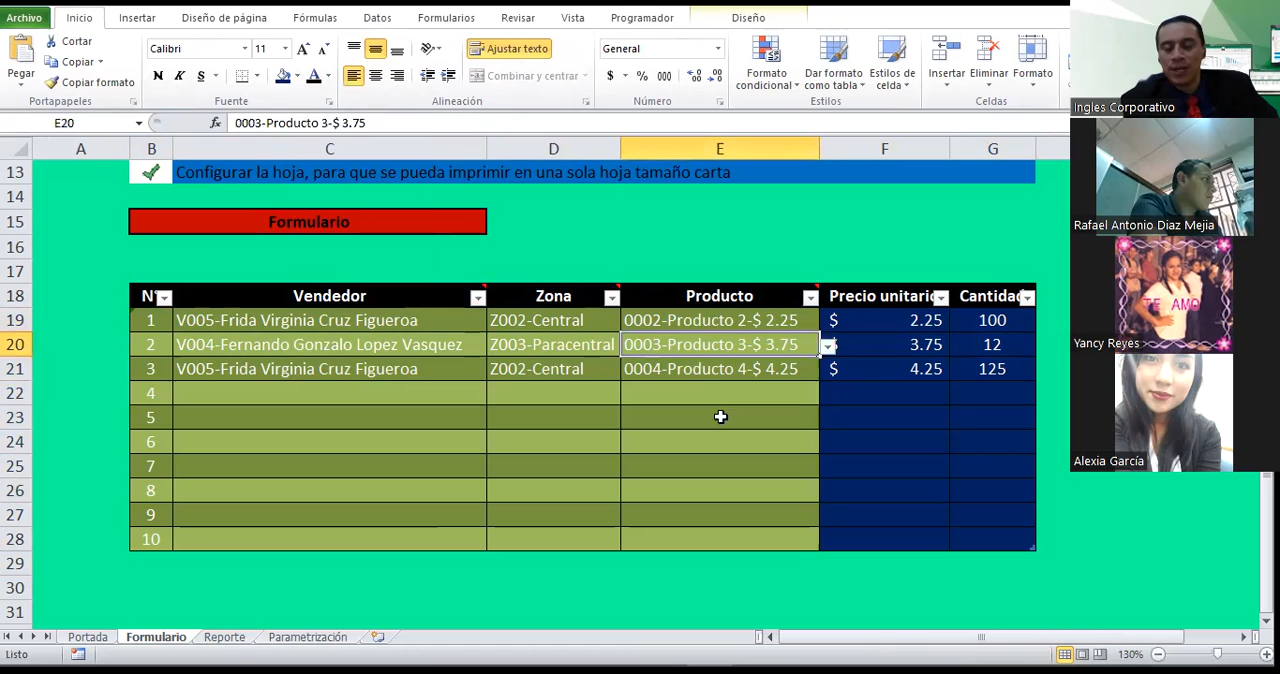 Archivo Inicio Insertar Diseño de página Fórmulas Datos Formularios Revisar Vista Programador Diseño
Pegar
Cortar
Copiar
Copiar formato
Portapapeles
Calibri 11
N K S
Fuente
Ajustar texto
Combinar y centrar
Alineación
General
$ % 000
Número
Formato condicional
Dar formato como tabla
Estilos de celda
Estilos
Insertar Eliminar Formato
Celdas
E20 fx 0003-Producto 3-$ 3.75
A B C D E F G
13 Configurar la hoja, para que se pueda imprimir en una sola hoja tamaño carta
14
15 Formulario
16
17
18 N° Vendedor Zona Producto Precio unitario Cantidad
19 1 V005-Frida Virginia Cruz Figueroa Z002-Central 0002-Producto 2-$ 2.25 $ 2.25 100
20 2 V004-Fernando Gonzalo Lopez Vasquez Z003-Paracentral 0003-Producto 3-$ 3.75 3.75 12
21 3 V005-Frida Virginia Cruz Figueroa Z002-Central 0004-Producto 4-$ 4.25 $ 4.25 125
22 4
23 5
24 6
25 7
26 8
27 9
28 10
29
30
31
Portada Formulario Reporte Parametrización
Listo 130%
Ingles Corporativo
Rafael Antonio Diaz Mejia
TE AMO
Yancy Reyes
Alexia García